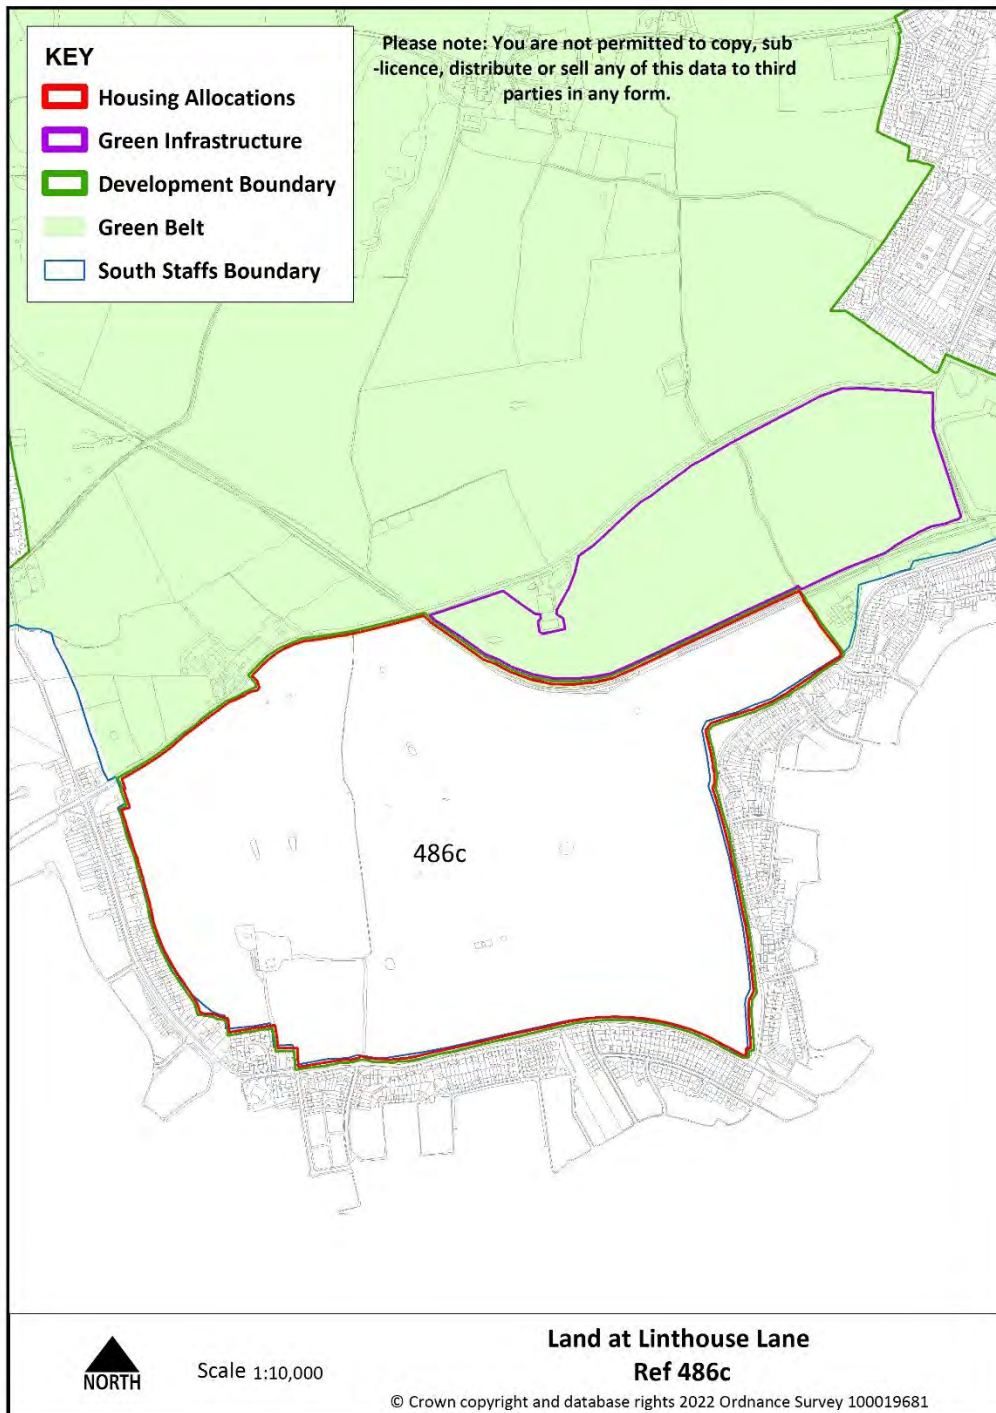 KEY
Housing Allocations
Green Infrastructure
Development Boundary
Green Belt
South Staffs Boundary
Please note: You are not permitted to copy, sub
-licence, distribute or sell any of this data to third
parties in any form.
486c
NORTH
Scale 1:10,000
Land at Linthouse Lane
Ref 486c
© Crown copyright and database rights 2022 Ordnance Survey 100019681